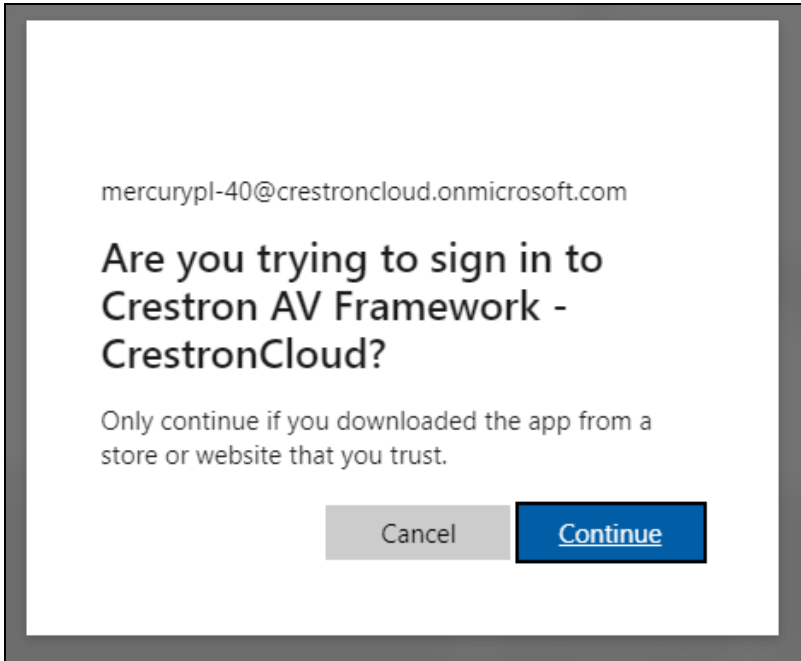 mercurypl-40@crestroncloud.onmicrosoft.com
Are you trying to sign in to
Crestron AV Framework -
CrestronCloud?
Only continue if you downloaded the app from a
store or website that you trust.
Cancel
Continue